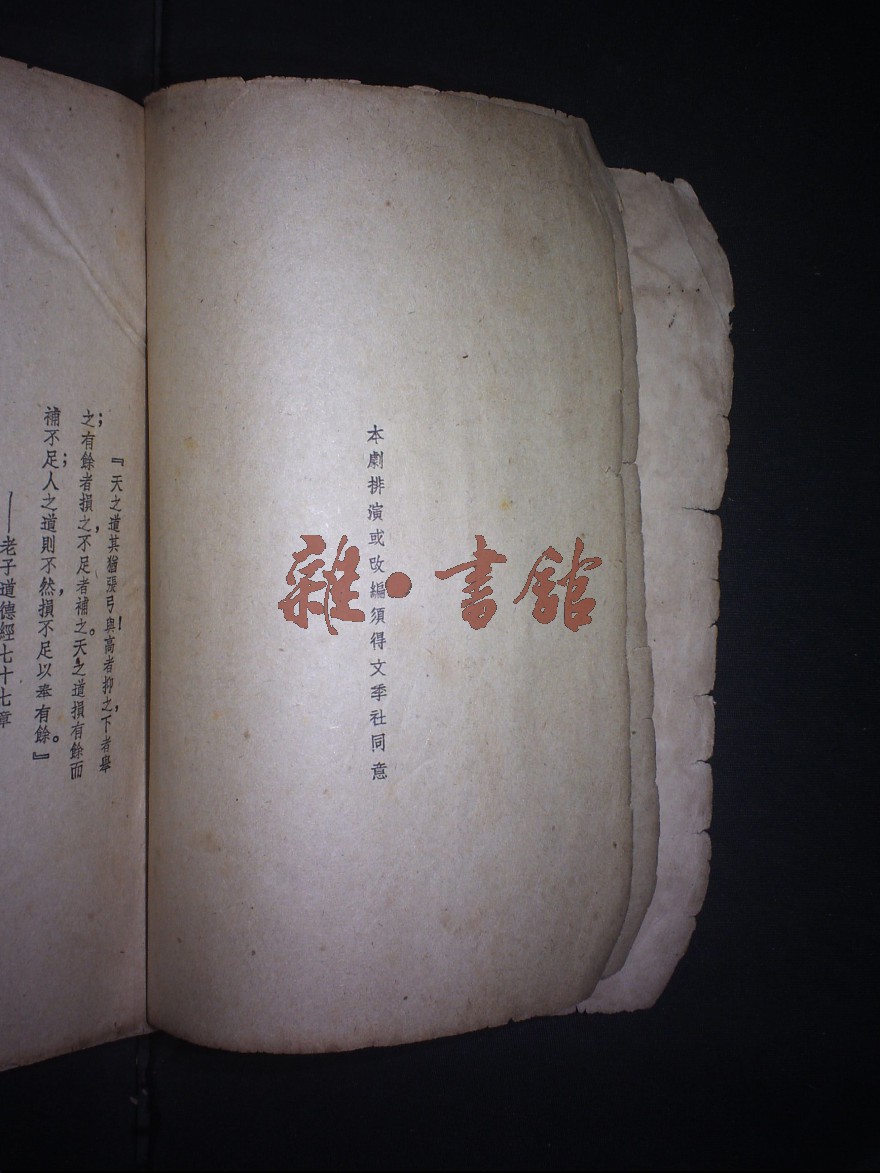 本劇排演或改編須得文季社同意
『天之道其猶張弓與！高者抑之，下者舉
之；有餘者損之，不足者補之。天之道損有餘而
補不足；人之道則不然，損不足以奉有餘。』
——老子道德經七十七章
雜·書館